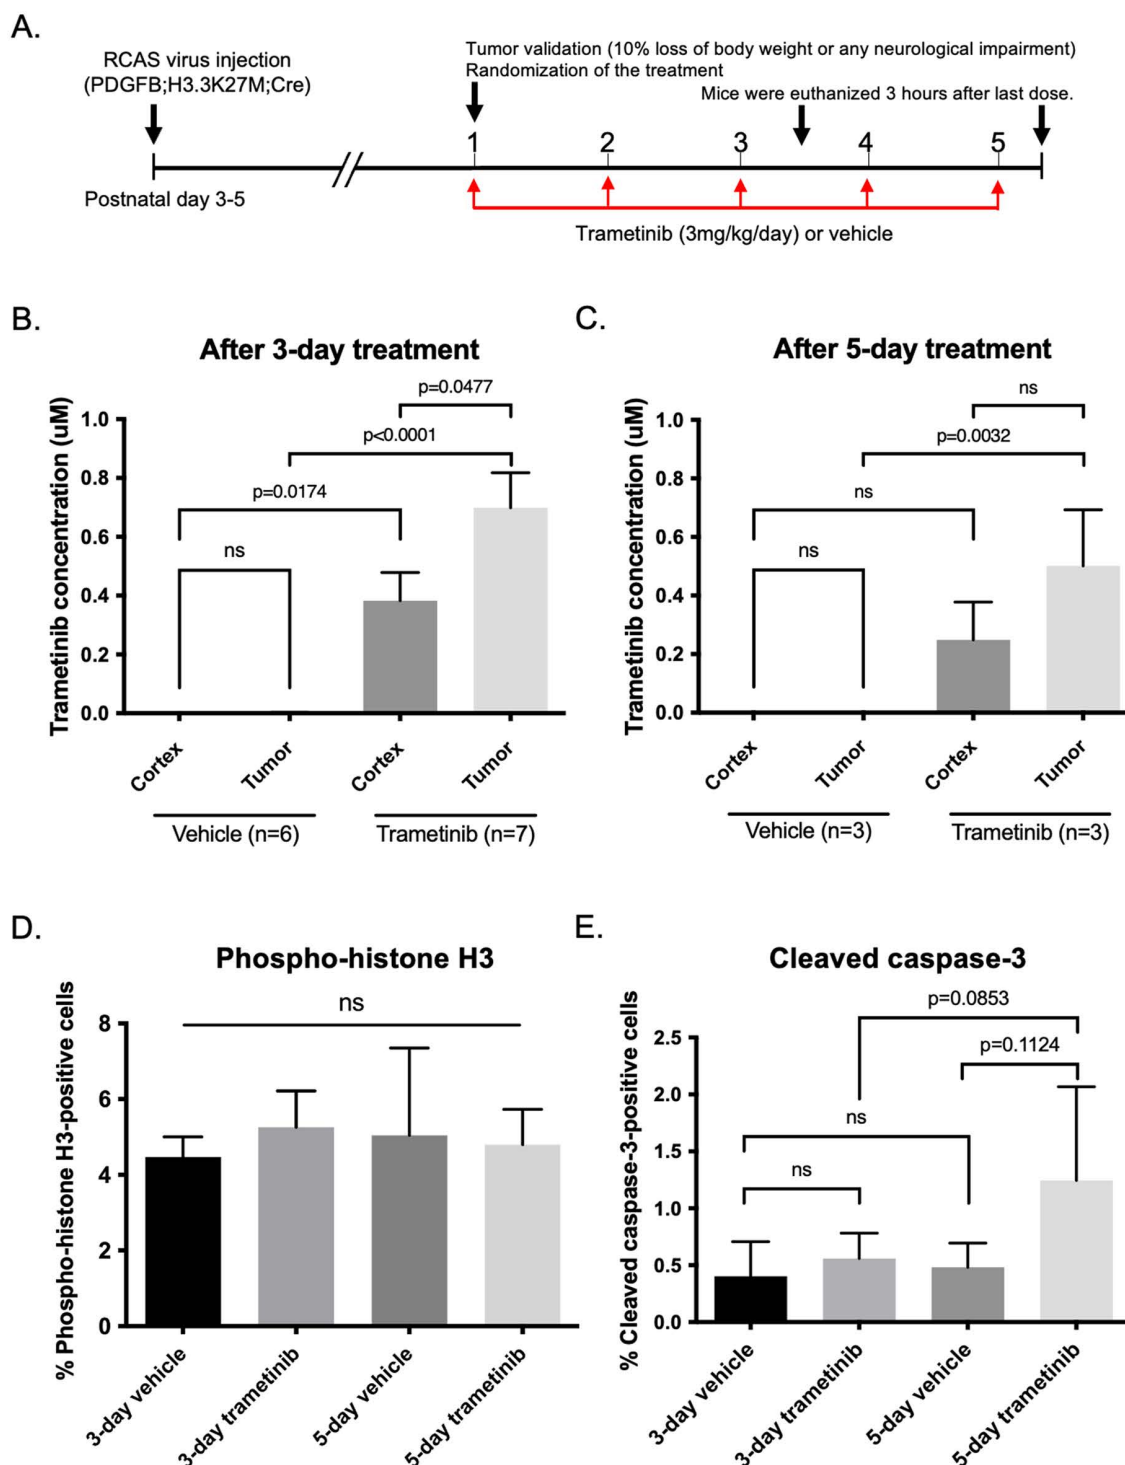 A.
RCAS virus injection
(PDGFB;H3.3K27M;Cre)
Tumor validation (10% loss of body weight or any neurological impairment)
Randomization of the treatment
Mice were euthanized 3 hours after last dose.
1 2 3 4 5
Postnatal day 3-5
Trametinib (3mg/kg/day) or vehicle
B.
After 3-day treatment
Trametinib concentration (uM)
1.0
0.8
0.6
0.4
0.2
0.0
p=0.0477
p<0.0001
p=0.0174
ns
Cortex Tumor Cortex Tumor
Vehicle (n=6) Trametinib (n=7)
C.
After 5-day treatment
Trametinib concentration (uM)
1.0
0.8
0.6
0.4
0.2
0.0
ns
p=0.0032
ns
ns
Cortex Tumor Cortex Tumor
Vehicle (n=3) Trametinib (n=3)
D.
Phospho-histone H3
% Phospho-histone H3-positive cells
8
6
4
2
0
ns
3-day vehicle
3-day trametinib
5-day vehicle
5-day trametinib
E.
Cleaved caspase-3
% Cleaved caspase-3-positive cells
2.5
2.0
1.5
1.0
0.5
0.0
p=0.0853
p=0.1124
ns
ns
3-day vehicle
3-day trametinib
5-day vehicle
5-day trametinib